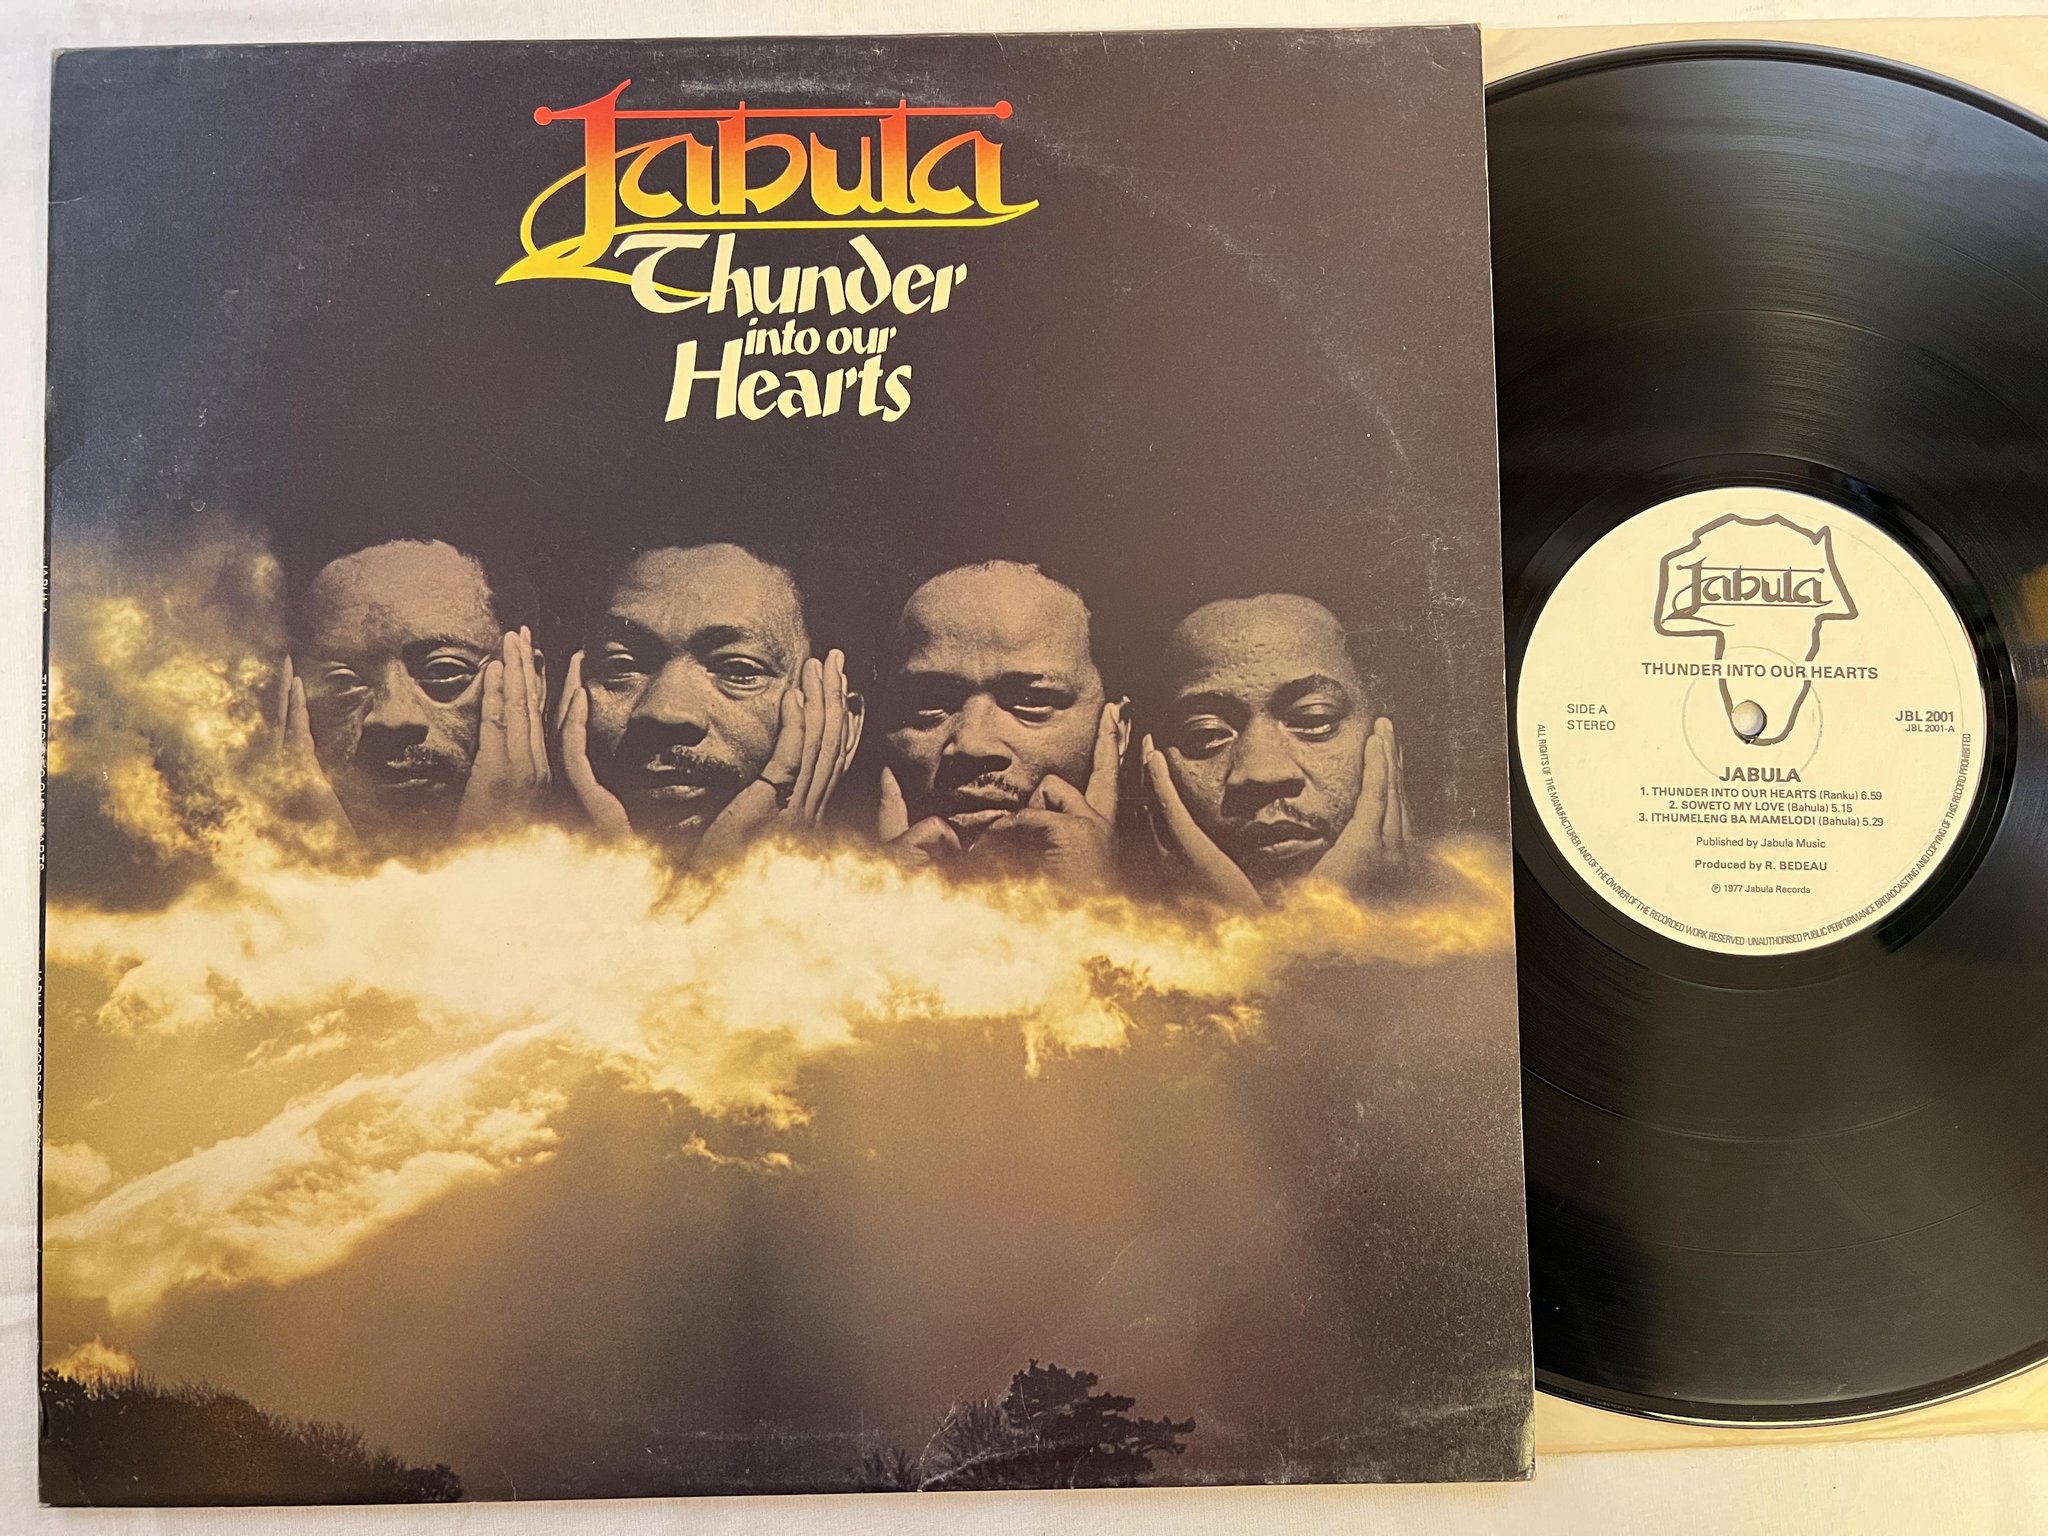 Jabula
Thunder
into our
Hearts
Jabula
THUNDER INTO OUR HEARTS
SIDE A
STEREO
JBL 2001
JBL 2001-A
JABULA
1. THUNDER INTO OUR HEARTS (Ranku) 6.59
2. SOWETO MY LOVE (Bahula) 5.15
3. ITHUMELENG BA MAMELODI (Bahula) 5.29
Published by Jabula Music
Produced by R. BEDEAU
℗ 1977 Jabula Records
ALL RIGHTS OF THE MANUFACTURER AND OF THE OWNER OF THE RECORDED WORK RESERVED · UNAUTHORISED PUBLIC PERFORMANCE BROADCASTING AND COPYING OF THIS RECORD PROHIBITED